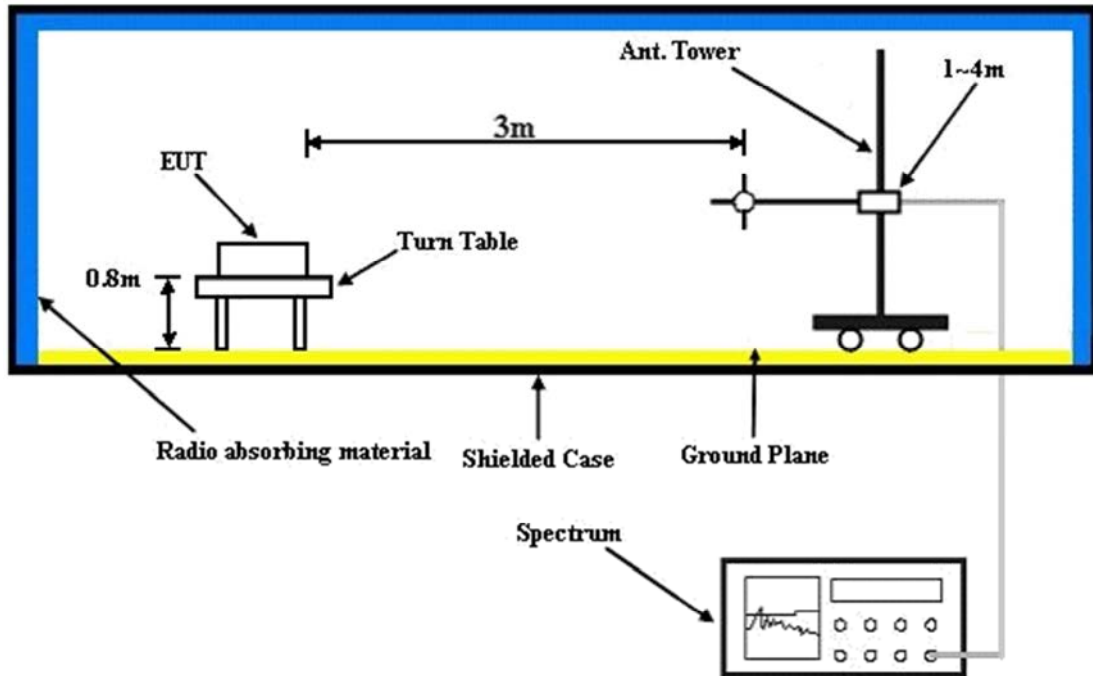 Ant. Tower
1~4m
3m
EUT
Turn Table
0.8m
Radio absorbing material
Shielded Case
Ground Plane
Spectrum